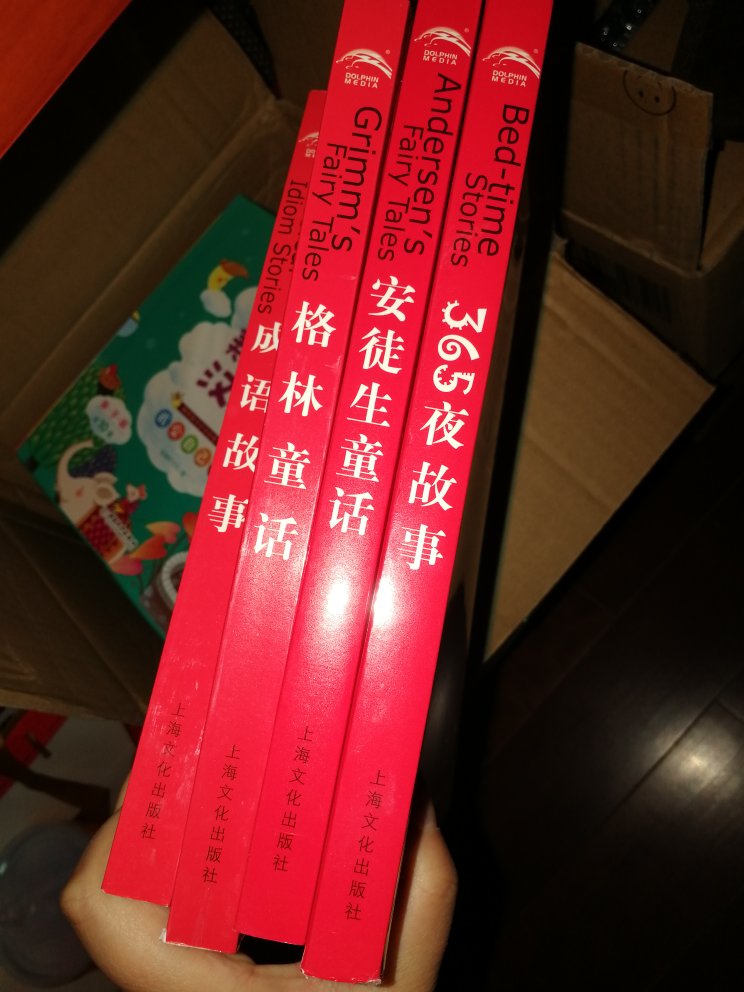 Idiom Stories
成语故事
上海文化出版社
DOLPHIN
MEDIA
Grimm's
Fairy Tales
格林童话
上海文化出版社
DOLPHIN
MEDIA
Andersen's
Fairy Tales
安徒生童话
上海文化出版社
DOLPHIN
MEDIA
Bed-time
Stories
365夜故事
上海文化出版社